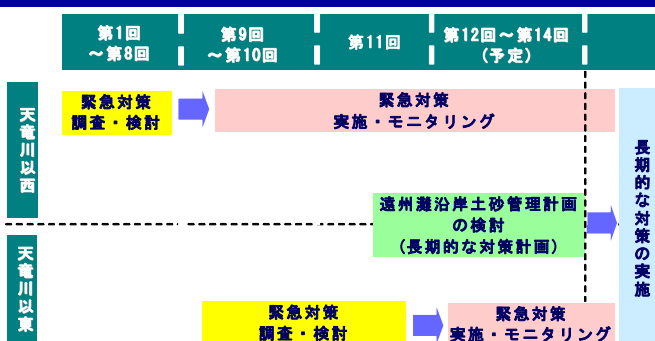 第1回
～第8回
第9回
～第10回
第11回
第12回～第14回
(予定)
天竜川以西
緊急対策
調査・検討
緊急対策
実施・モニタリング
遠州灘沿岸土砂管理計画
の検討
(長期的な対策計画)
長期的な対策の実施
天竜川以東
緊急対策
調査・検討
緊急対策
実施・モニタリング